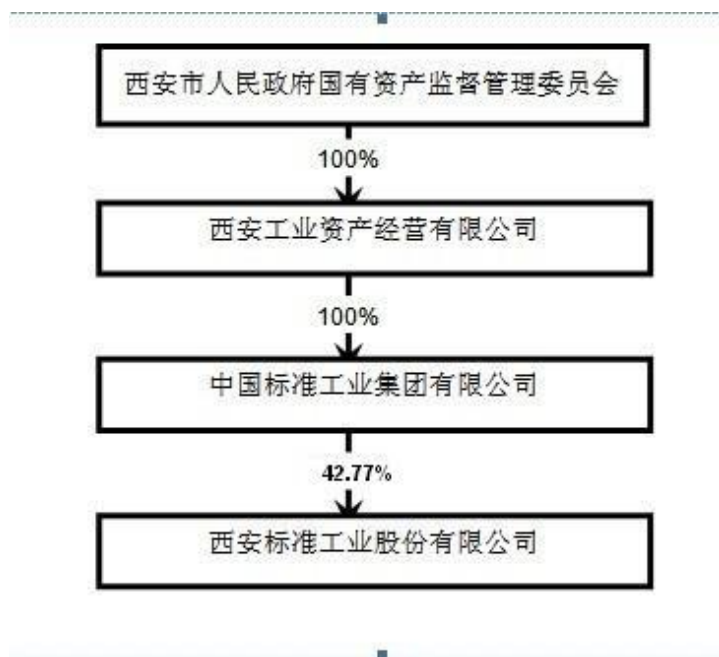 西安市人民政府国有资产监督管理委员会
100%
西安工业资产经营有限公司
100%
中国标准工业集团有限公司
42.77%
西安标准工业股份有限公司